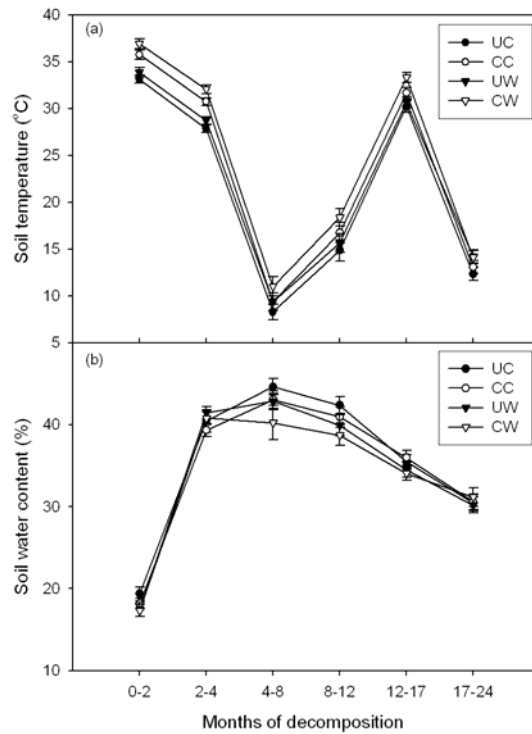 (a)
UC
CC
UW
CW
Soil temperature (°C)
40
35
30
25
20
15
10
5
(b)
UC
CC
UW
CW
Soil water content (%)
40
30
20
10
0-2 2-4 4-8 8-12 12-17 17-24
Months of decomposition